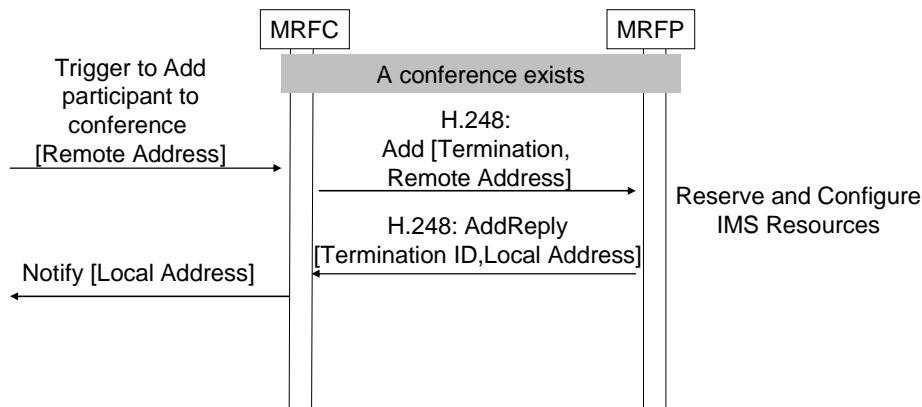 MRFC
MRFP
A conference exists
Trigger to Add
participant to
conference
[Remote Address]
H.248:
Add [Termination,
Remote Address]
Reserve and Configure
IMS Resources
H.248: AddReply
[Termination ID,Local Address]
Notify [Local Address]